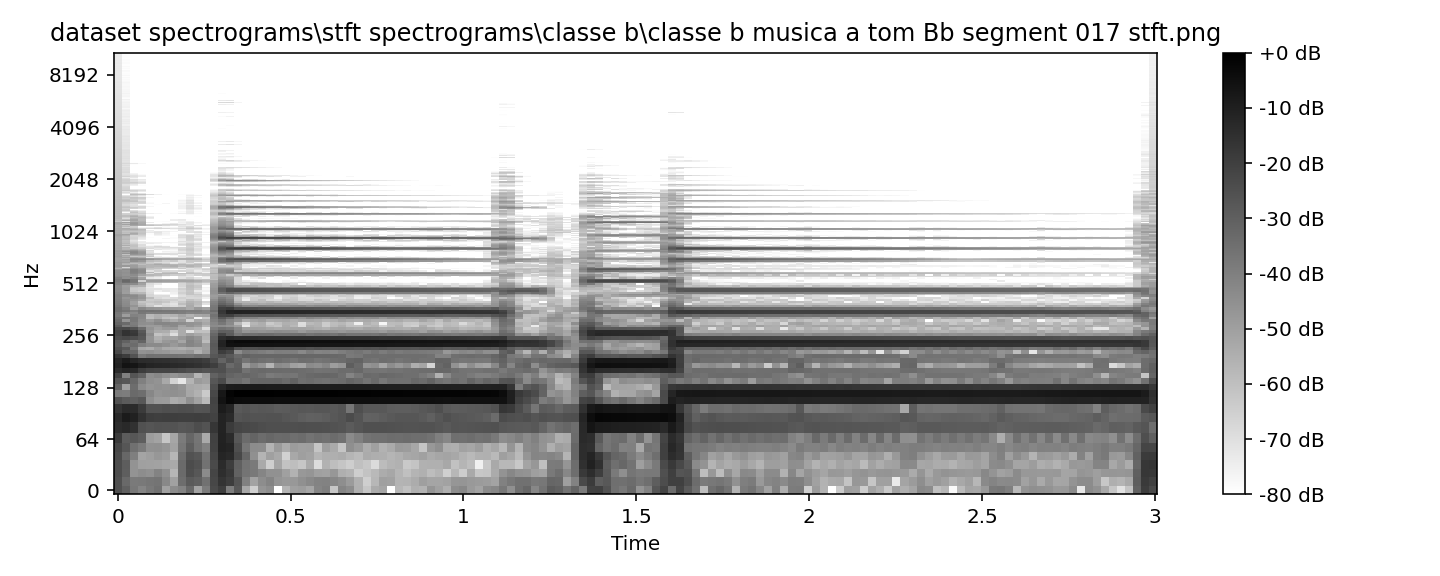 dataset spectrograms\stft spectrograms\classe b\classe b musica a tom Bb segment 017 stft.png
+0 dB
8192
-10 dB
4096
-20 dB
2048
-30 dB
1024
Hz
512
-40 dB
256
-50 dB
128
-60 dB
64
-70 dB
0
-80 dB
0
0.5
1
1.5
2
2.5
3
Time